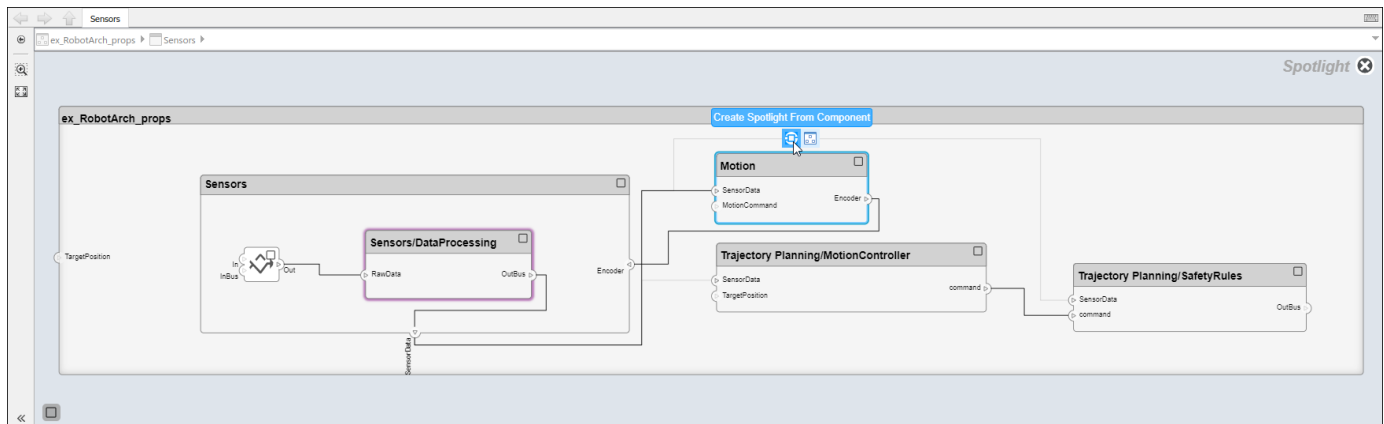 Sensors
ex_RobotArch_props
Sensors
Spotlight
ex_RobotArch_props
Create Spotlight From Component
Motion
SensorData
MotionCommand
Encoder
Sensors
Sensors/DataProcessing
RawData
OutBus
In
InBus
Out
Encoder
SensorData
TargetPosition
Trajectory Planning/MotionController
SensorData
TargetPosition
command
Trajectory Planning/SafetyRules
SensorData
command
OutBus